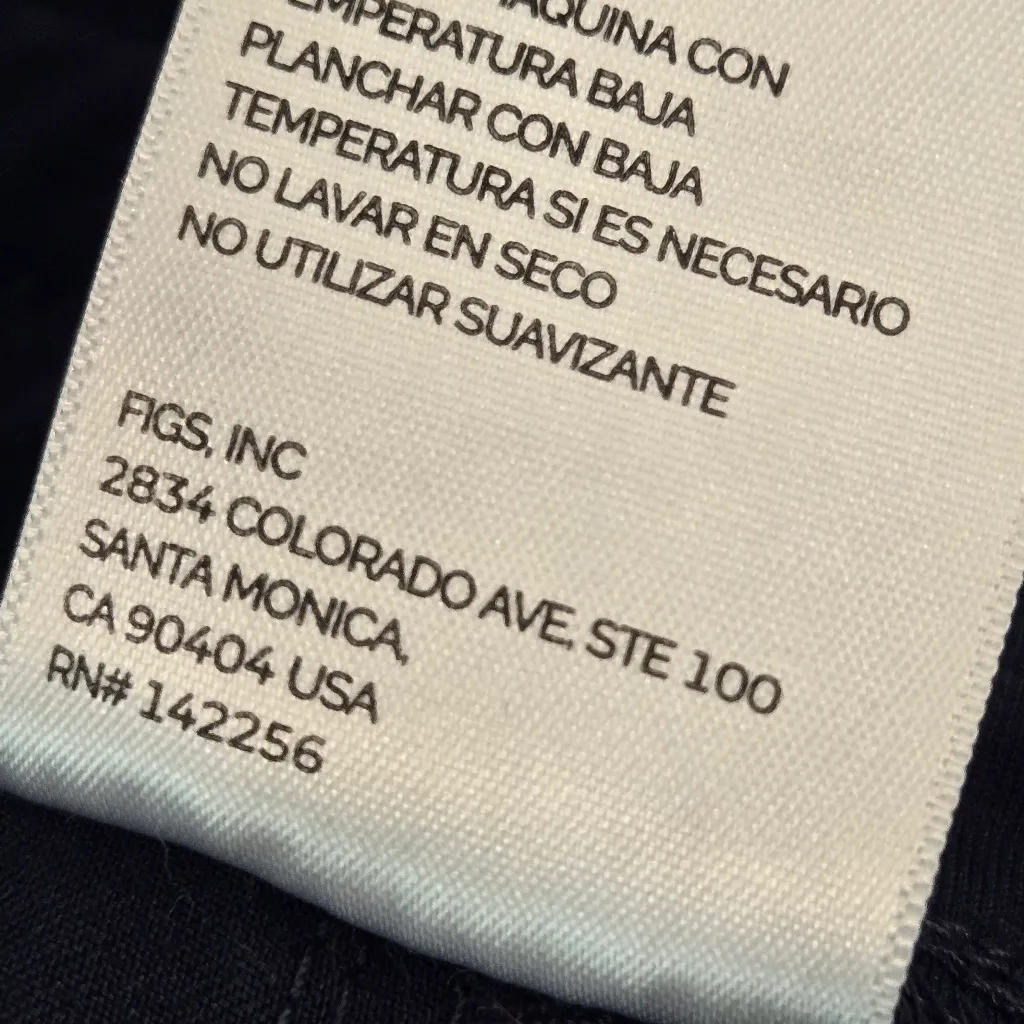 MÁQUINA CON
TEMPERATURA BAJA
PLANCHAR CON BAJA
TEMPERATURA SI ES NECESARIO
NO LAVAR EN SECO
NO UTILIZAR SUAVIZANTE
FIGS, INC
2834 COLORADO AVE, STE 100
SANTA MONICA,
CA 90404 USA
RN# 142256